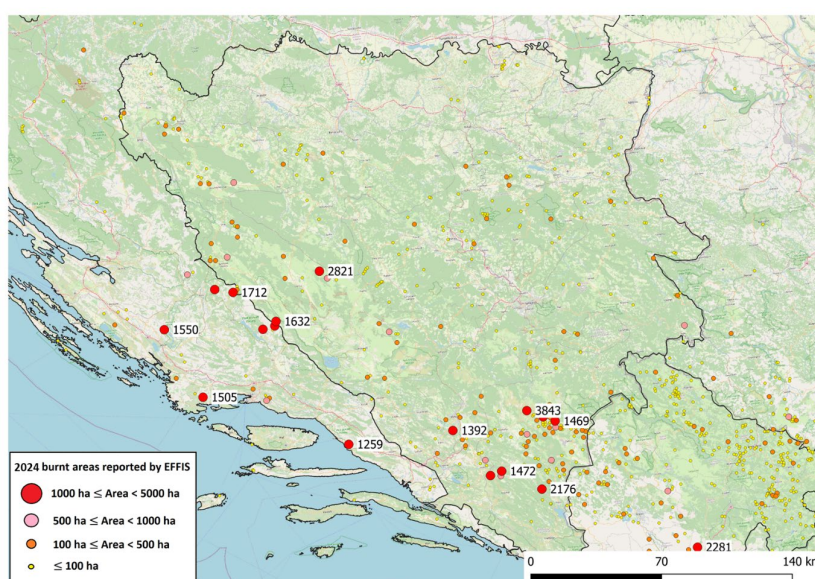 2821
1712
1632
1550
1505
3843
1469
1392
1259
1472
2176
2281
2024 burnt areas reported by EFFIS
1000 ha ≤ Area < 5000 ha
500 ha ≤ Area < 1000 ha
100 ha ≤ Area < 500 ha
≤ 100 ha
0 70 140 km